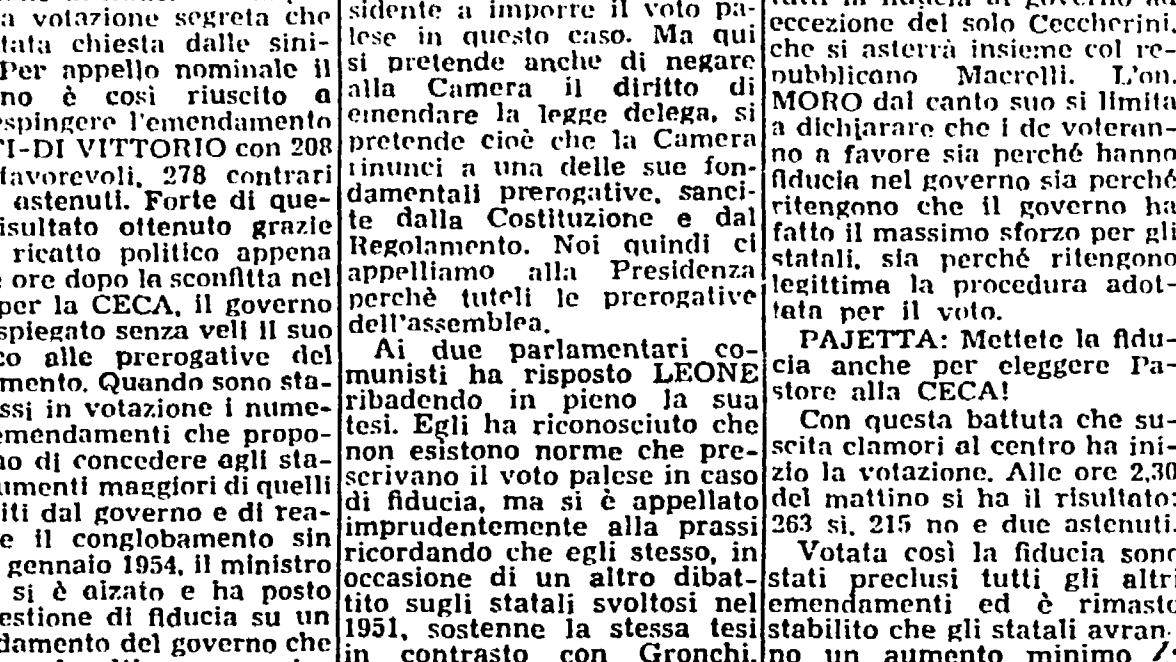 a votazione segreta che
tata chiesta dalle sini-
Per appello nominale il
no è così riuscito a
espingere l'emendamento
TI-DI VITTORIO con 208
favorevoli, 278 contrari
astenuti. Forte di que-
isultato ottenuto grazie
ricatto politico appena
e ore dopo la sconfitta nel
per la CECA, il governo
spiegato senza veli il suo
co alle prerogative del
mento. Quando sono sta-
ssi in votazione i nume-
emendamenti che propo-
no di concedere agli sta-
umenti maggiori di quelli
iti dal governo e di rea-
e il conglobamento sin
gennaio 1954, il ministro
si è alzato e ha posto
estione di fiducia su un
damento del governo che
sidente a imporre il voto pa-
lese in questo caso. Ma qui
si pretende anche di negare
alla Camera il diritto di
emendare la legge delega, si
pretende cioè che la Camera
rinunci a una delle sue fon-
damentali prerogative, sanci-
te dalla Costituzione e dal
Regolamento. Noi quindi ci
appelliamo alla Presidenza
perchè tuteli le prerogative
dell'assemblea.
Ai due parlamentari co-
munisti ha risposto LEONE
ribadendo in pieno la sua
tesi. Egli ha riconosciuto che
non esistono norme che pre-
scrivano il voto palese in caso
di fiducia, ma si è appellato
imprudentemente alla prassi
ricordando che egli stesso, in
occasione di un altro dibat-
tito sugli statali svoltosi nel
1951, sostenne la stessa tesi
in contrasto con Gronchi,
tutti in fiducia al governo ad
eccezione del solo Ceccherini
che si asterrà insieme col re-
pubblicano Macrelli. L'on.
MORO dal canto suo si limita
a dichiarare che i dc voteran-
no a favore sia perché hanno
fiducia nel governo sia perché
ritengono che il governo ha
fatto il massimo sforzo per gli
statali, sia perché ritengono
legittima la procedura adot-
tata per il voto.
PAJETTA: Mettete la fidu-
cia anche per eleggere Pa-
store alla CECA!
Con questa battuta che su-
scita clamori al centro ha ini-
zio la votazione. Alle ore 2,30
del mattino si ha il risultato:
263 sì, 215 no e due astenuti.
Votata così la fiducia sono
stati preclusi tutti gli altri
emendamenti ed è rimasto
stabilito che gli statali avran-
no un aumento minimo